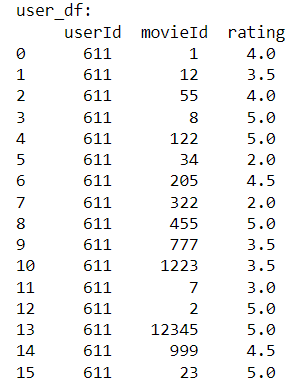 user_df:
userId movieId rating
0 611 1 4.0
1 611 12 3.5
2 611 55 4.0
3 611 8 5.0
4 611 122 5.0
5 611 34 2.0
6 611 205 4.5
7 611 322 2.0
8 611 455 5.0
9 611 777 3.5
10 611 1223 3.5
11 611 7 3.0
12 611 2 5.0
13 611 12345 5.0
14 611 999 4.5
15 611 23 5.0